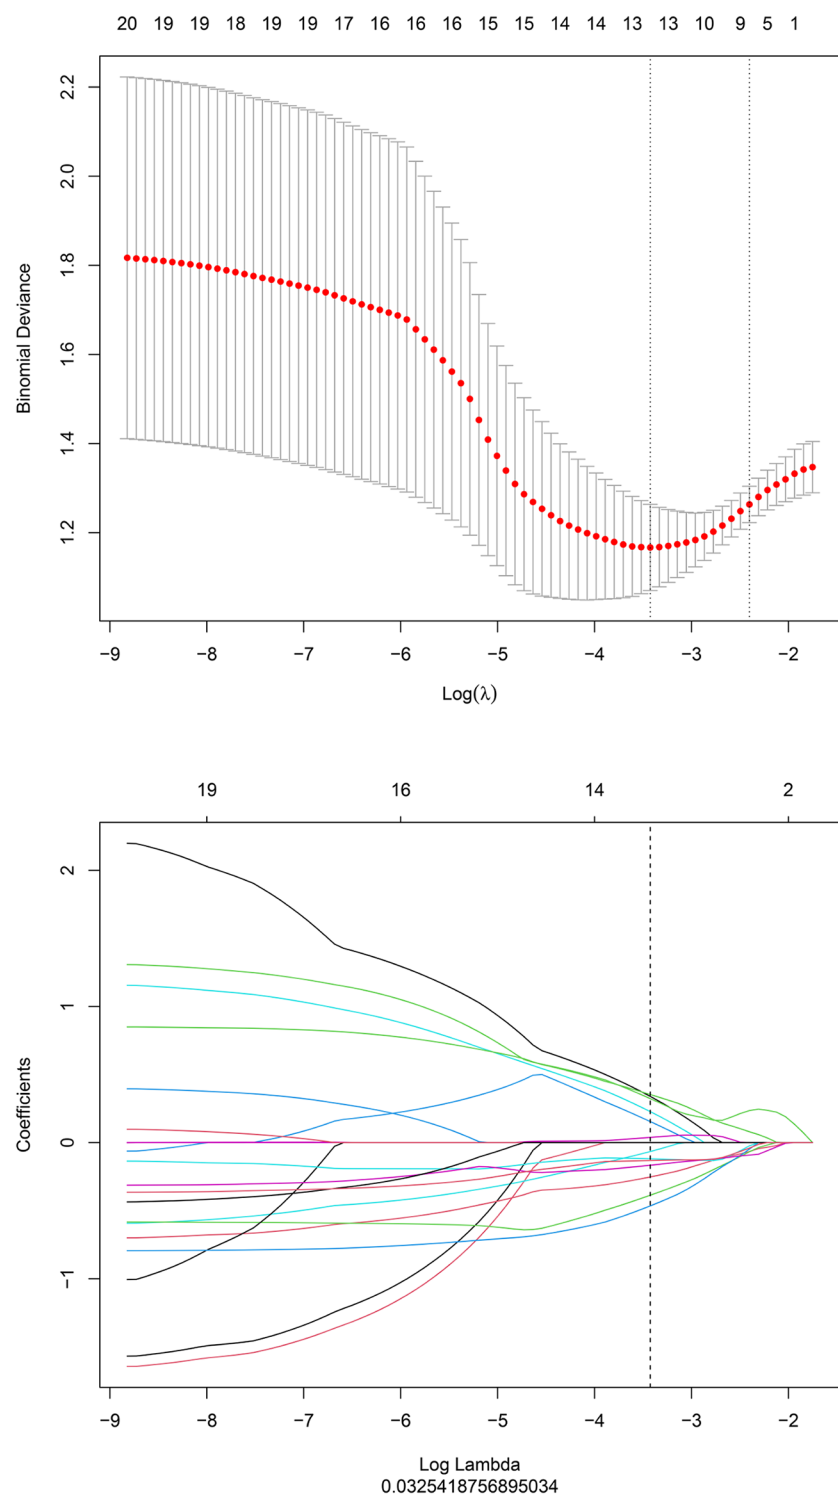 20 19 19 19 18 19 19 19 17 16 16 16 15 15 14 14 13 13 10 9 5 1
2.2
2.0
1.8
1.6
1.4
1.2
Binomial Deviance
−9 −8 −7 −6 −5 −4 −3 −2
Log(λ)
19 16 14 2
2
1
0
−1
Coefficients
−9 −8 −7 −6 −5 −4 −3 −2
Log Lambda
0.0325418756895034